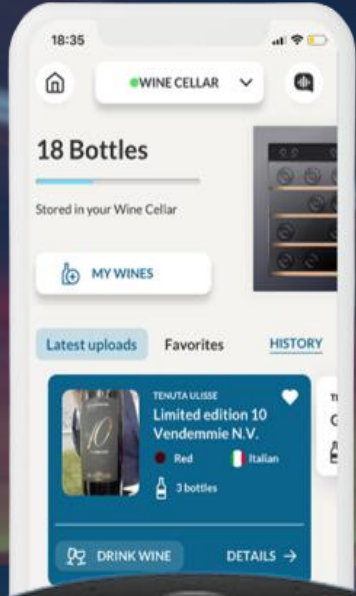 18:35
WINE CELLAR
18 Bottles
Stored in your Wine Cellar
MY WINES
Latest uploads
Favorites
HISTORY
TENUTA ULISSE
Limited edition 10
Vendemmie N.V.
Red
Italian
3 bottles
10
DRINK WINE
DETAILS →